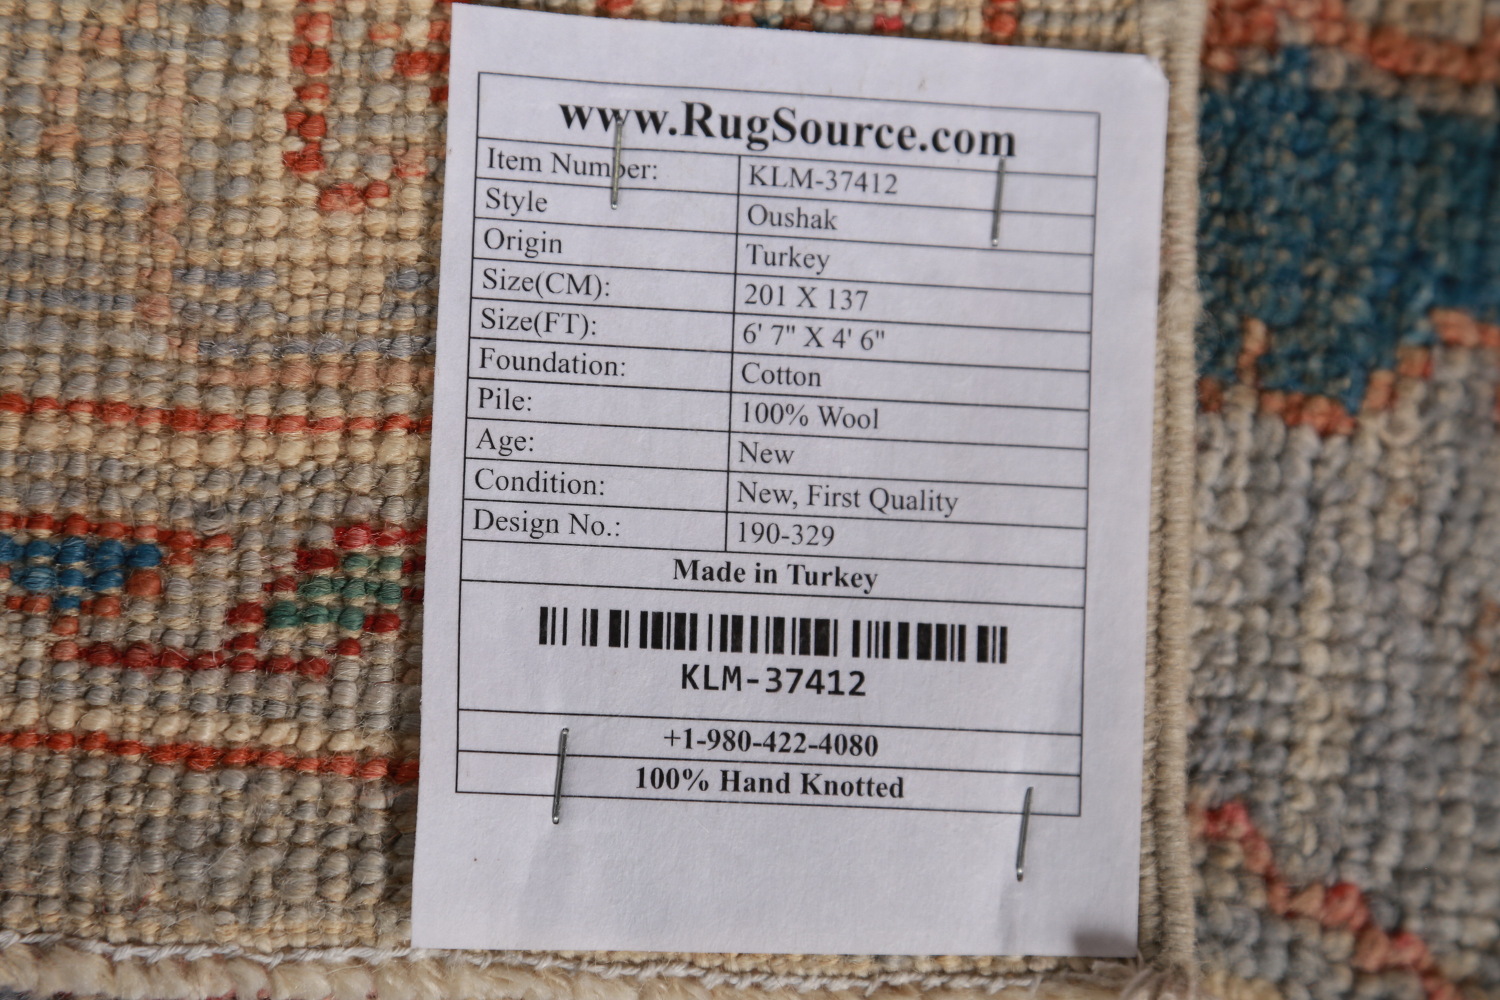 www.RugSource.com
Item Number: KLM-37412
Style Oushak
Origin Turkey
Size(CM): 201 X 137
Size(FT): 6' 7" X 4' 6"
Foundation: Cotton
Pile: 100% Wool
Age: New
Condition: New, First Quality
Design No.: 190-329
Made in Turkey
KLM-37412
+1-980-422-4080
100% Hand Knotted